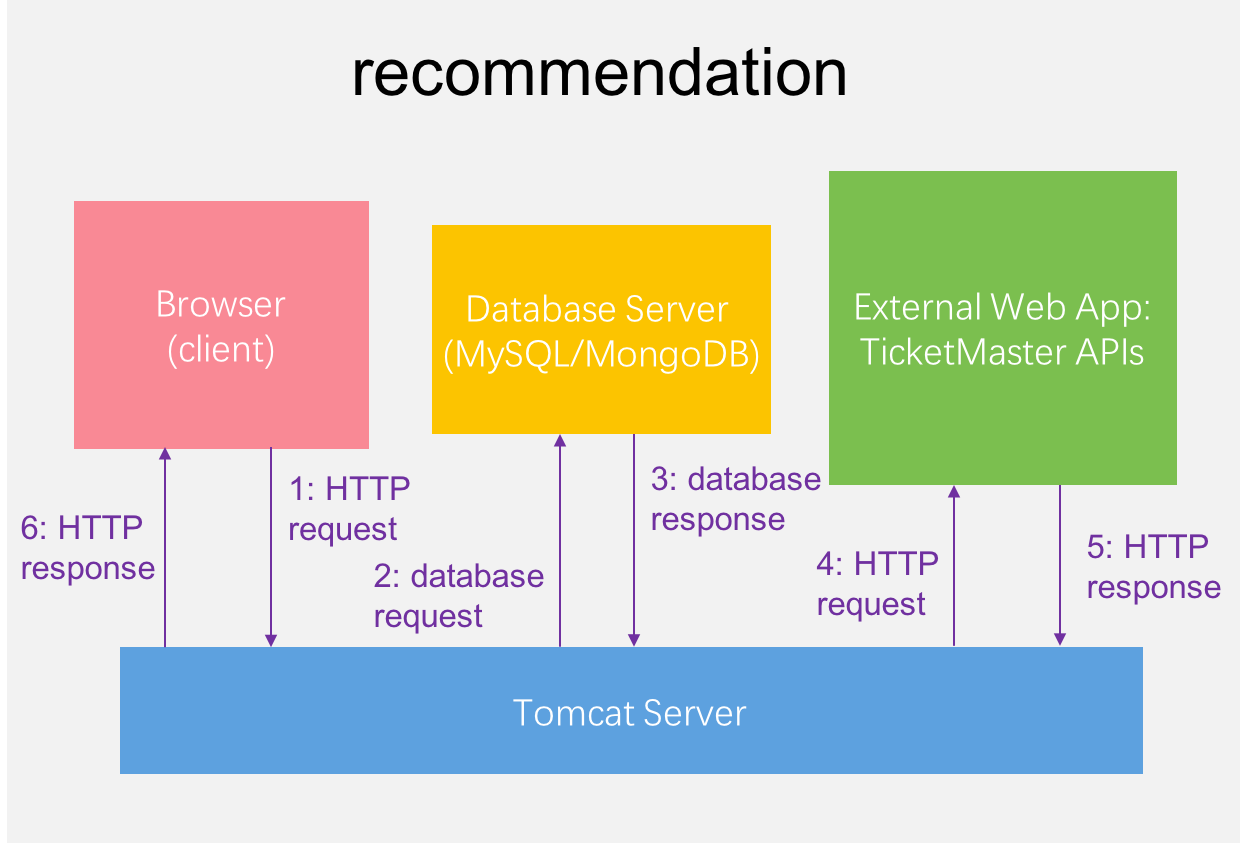 recommendation
Browser
(client)
Database Server
(MySQL/MongoDB)
External Web App:
TicketMaster APIs
6: HTTP
response
1: HTTP
request
2: database
request
3: database
response
4: HTTP
request
5: HTTP
response
Tomcat Server